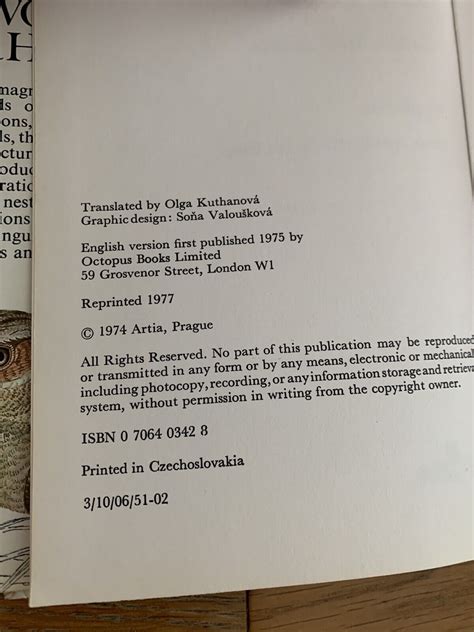 Translated by Olga Kuthanová
Graphic design: Soňa Valoušková
English version first published 1975 by
Octopus Books Limited
59 Grosvenor Street, London W1
Reprinted 1977
© 1974 Artia, Prague
All Rights Reserved. No part of this publication may be reproduced
or transmitted in any form or by any means, electronic or mechanical
including photocopy, recording, or any information storage and retrieva
system, without permission in writing from the copyright owner.
ISBN 0 7064 0342 8
Printed in Czechoslovakia
3/10/06/51-02